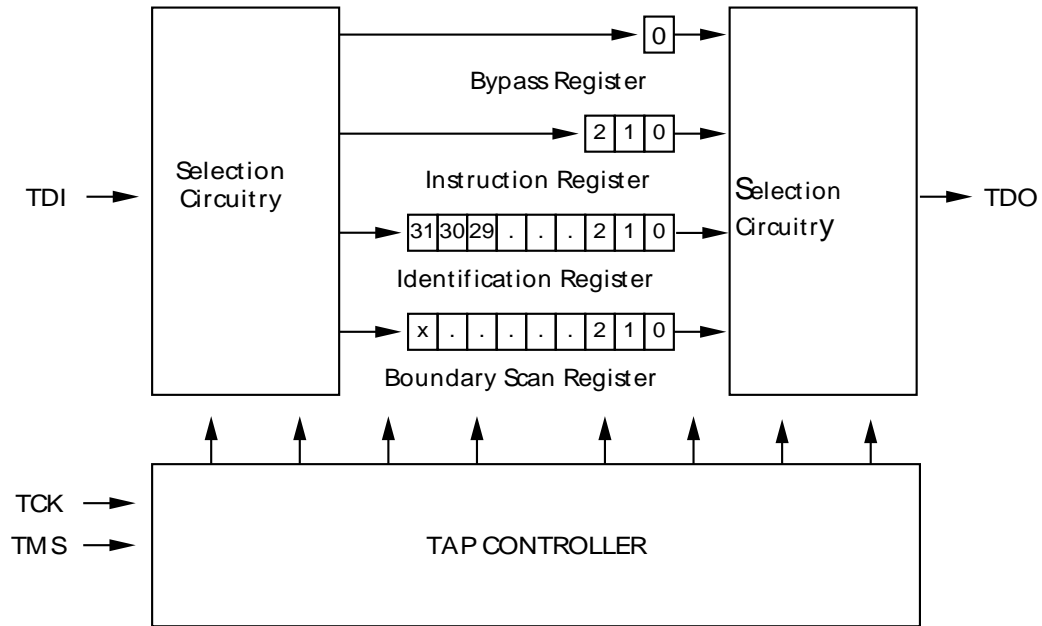 0
Bypass Register
2 1 0
Selection
Circuitry
Instruction Register
Selection
Circuitry
TDI
TDO
31 30 29 . . . 2 1 0
Identification Register
x . . . . . 2 1 0
Boundary Scan Register
TCK
TMS
TAP CONTROLLER